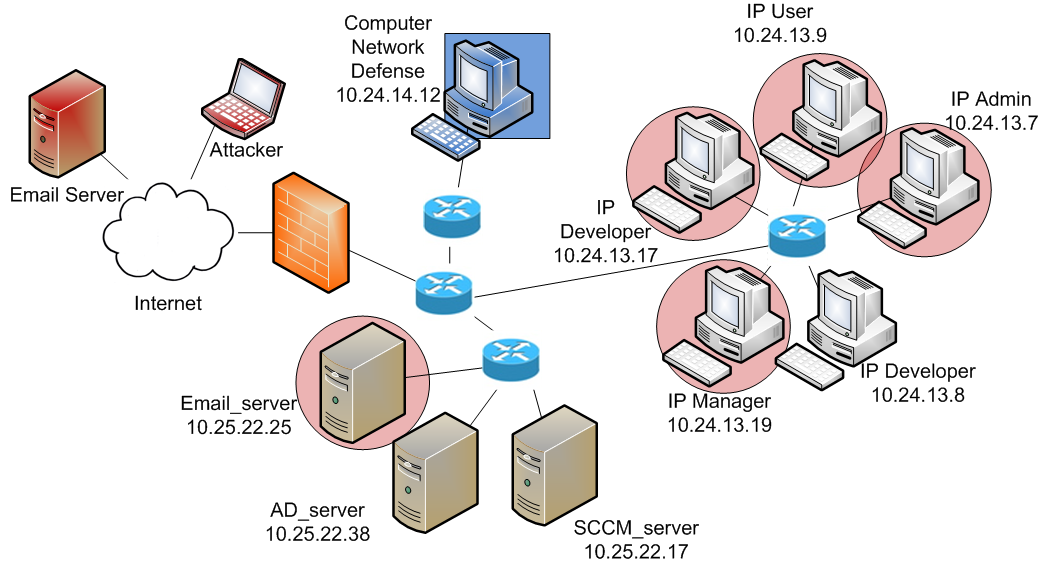 IP User
10.24.13.9
Computer
Network
Defense
10.24.14.12
IP Admin
10.24.13.7
Attacker
Email Server
IP
Developer
10.24.13.17
Internet
IP Developer
10.24.13.8
IP Manager
10.24.13.19
Email_server
10.25.22.25
AD_server
10.25.22.38
SCCM_server
10.25.22.17